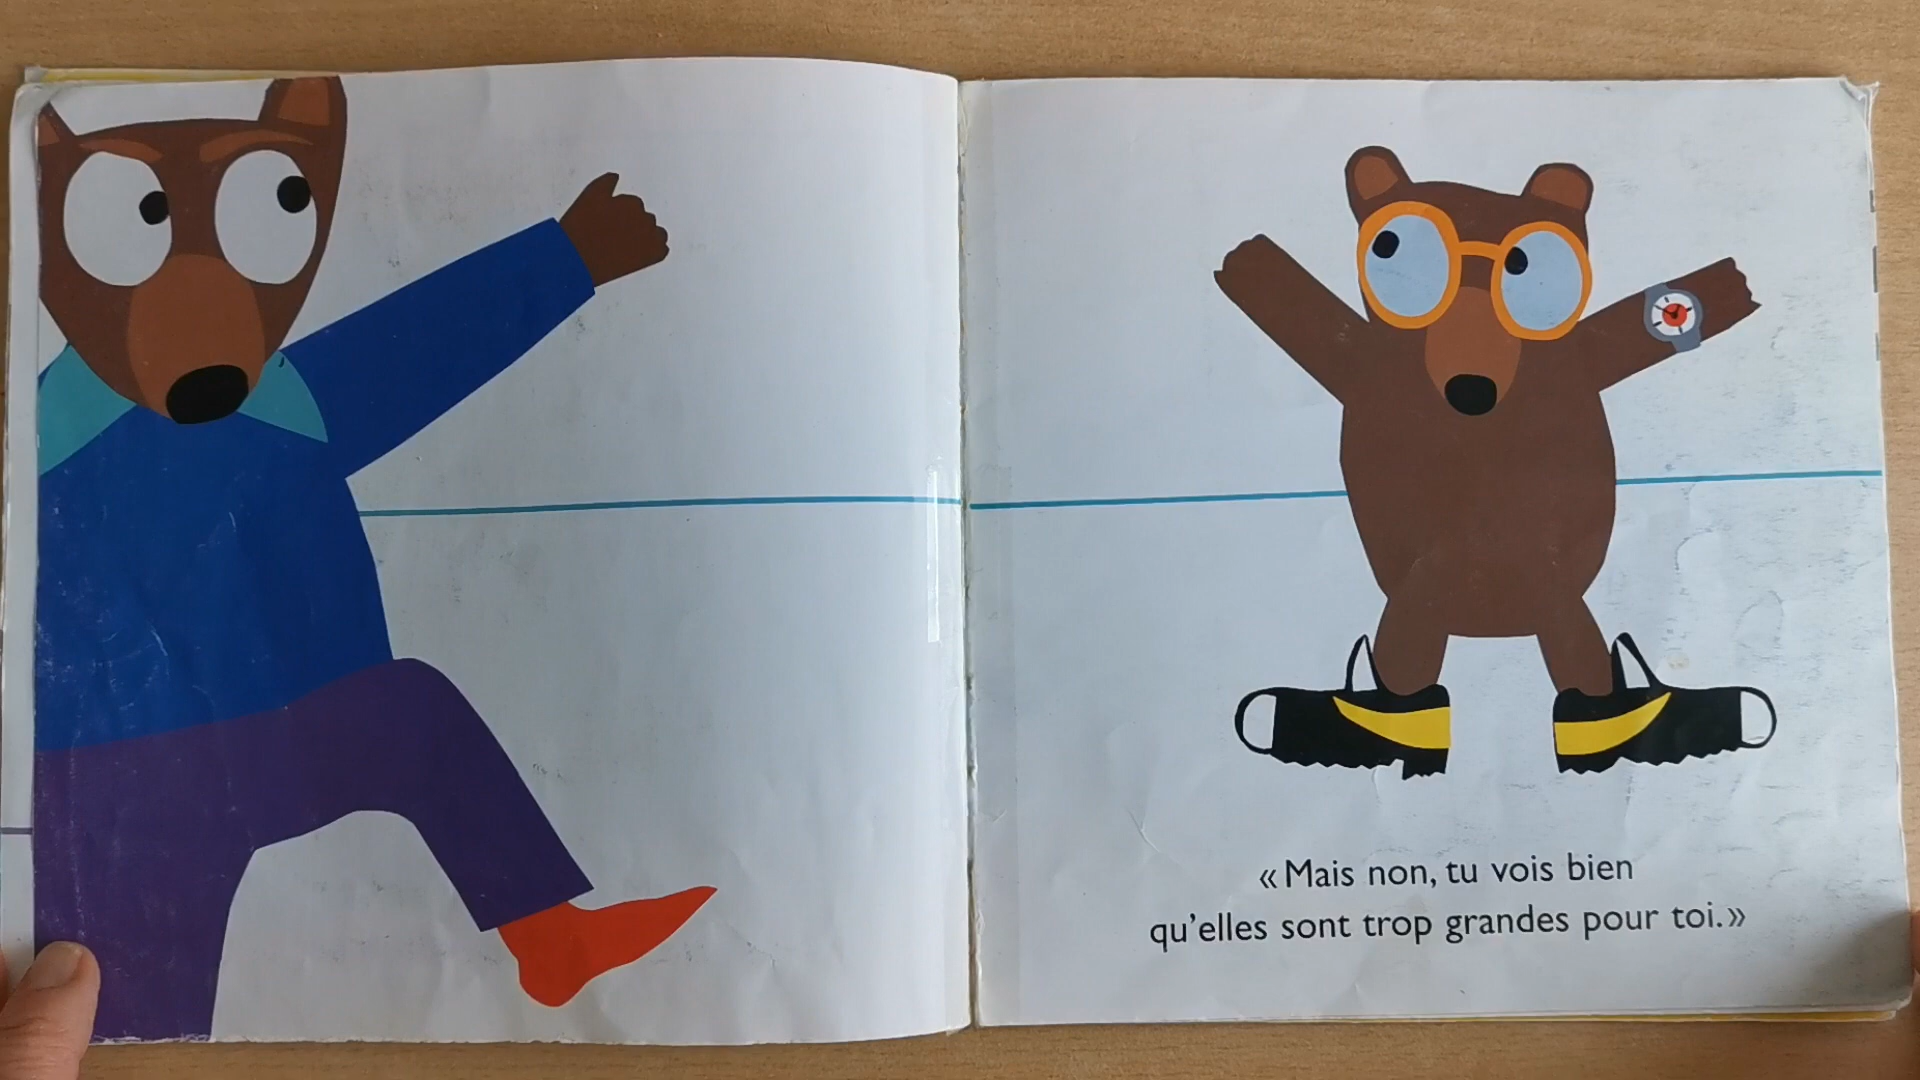 « Mais non, tu vois bien
qu'elles sont trop grandes pour toi. »